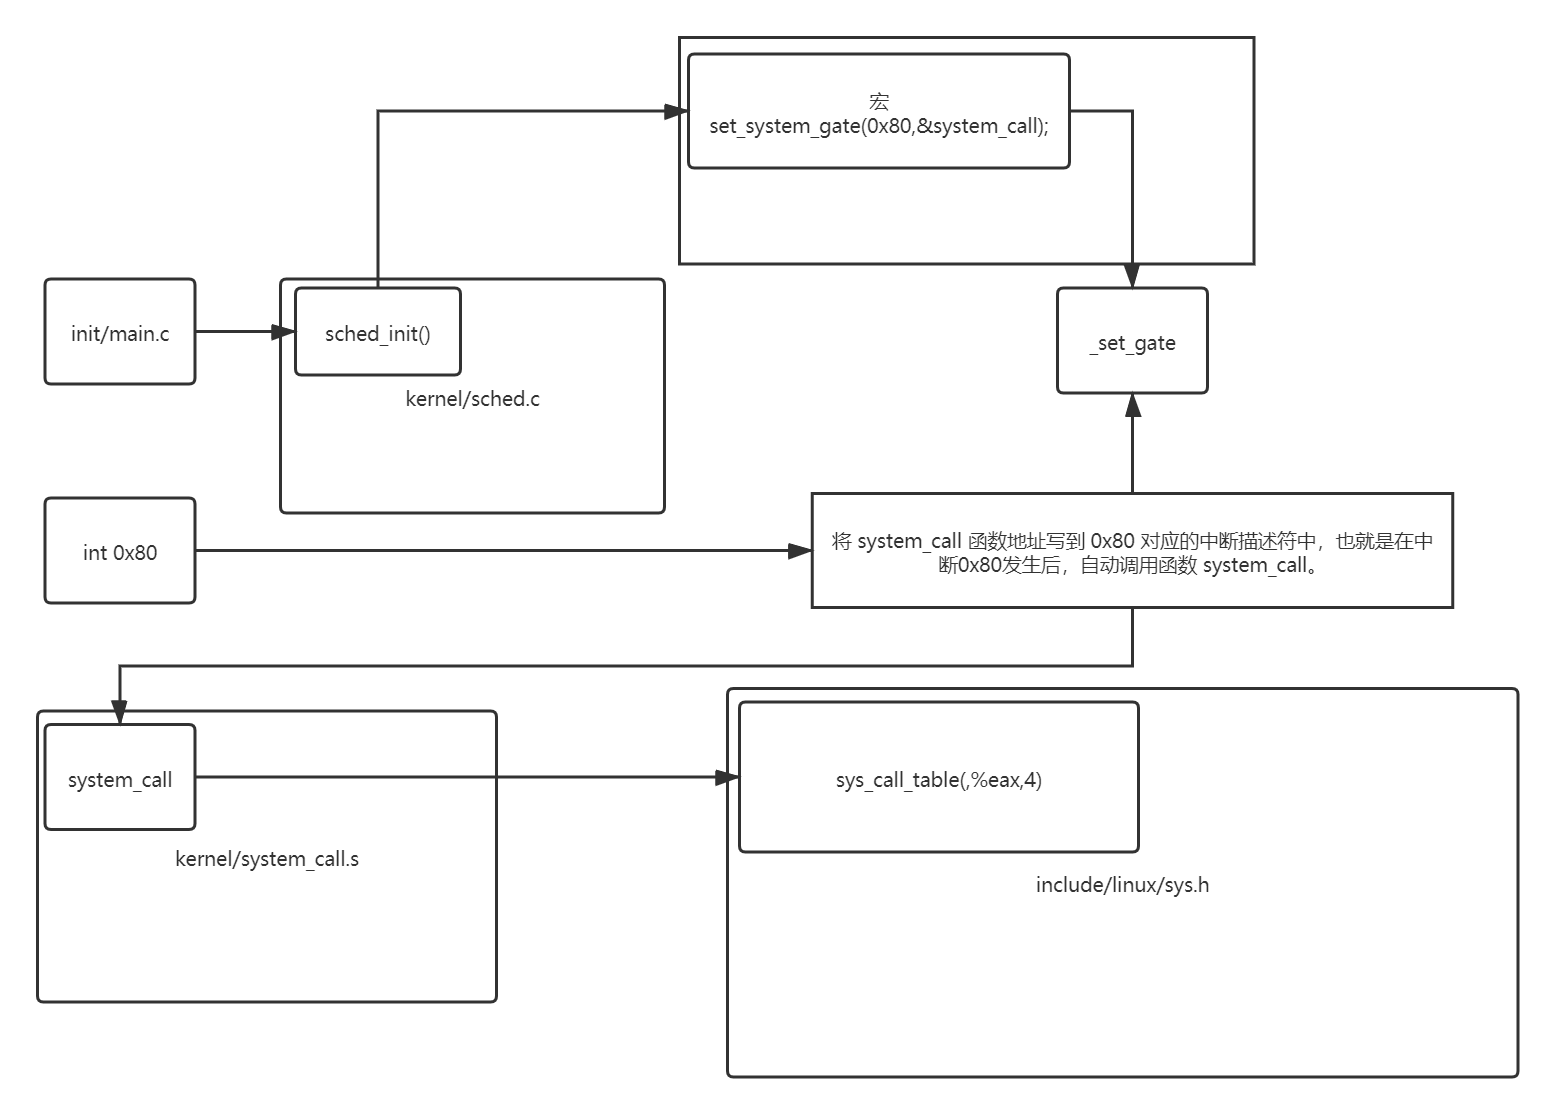 宏
set_system_gate(0x80,&system_call);
init/main.c
sched_init()
kernel/sched.c
_set_gate
int 0x80
将 system_call 函数地址写到 0x80 对应的中断描述符中，也就是在中
断0x80发生后，自动调用函数 system_call。
system_call
kernel/system_call.s
sys_call_table(,%eax,4)
include/linux/sys.h